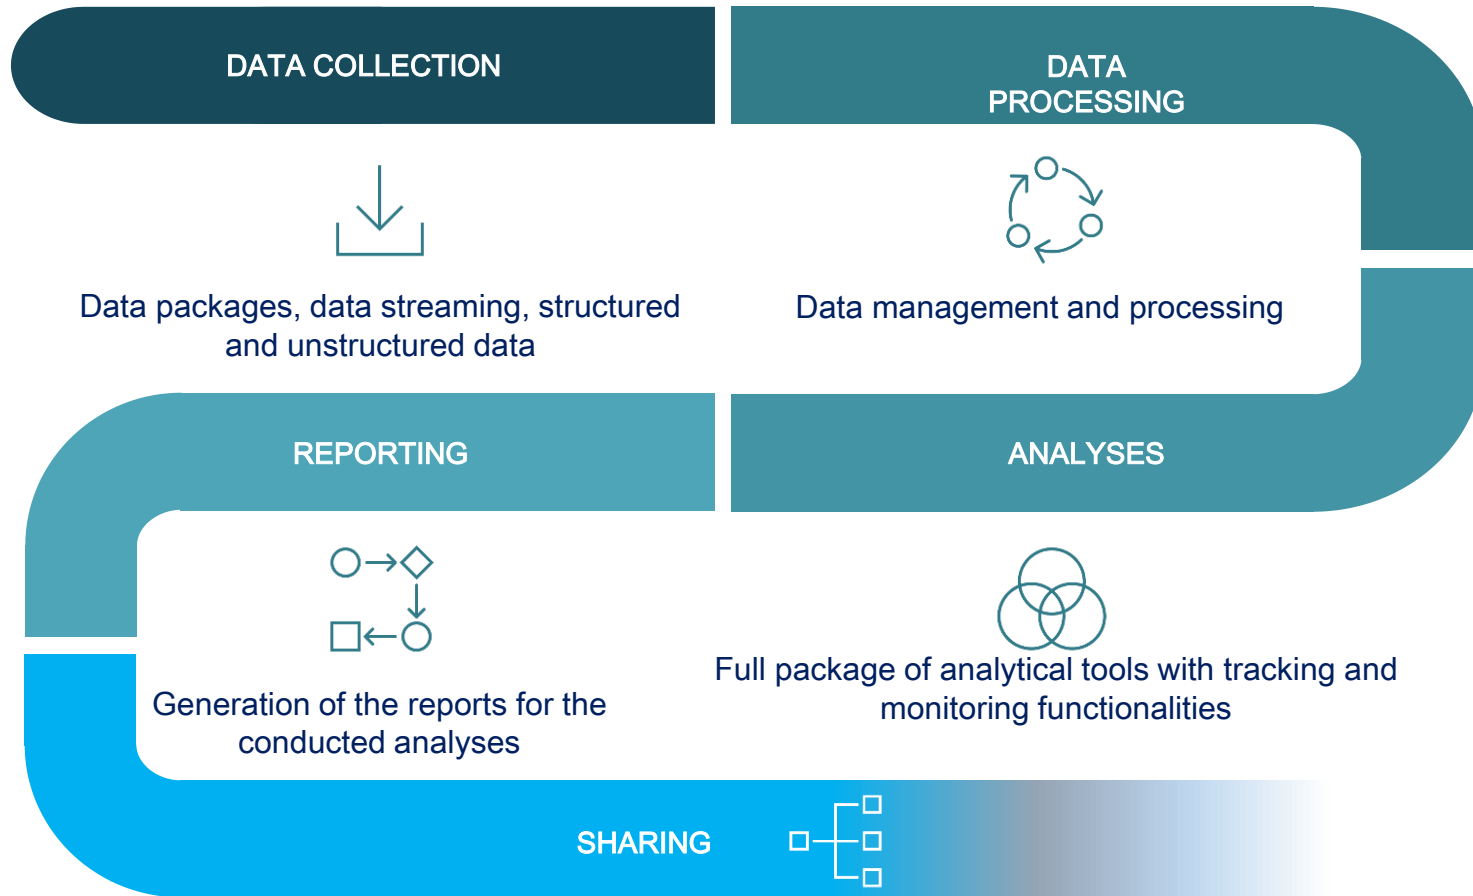 DATA COLLECTION
DATA
PROCESSING
Data packages, data streaming, structured
and unstructured data
Data management and processing
REPORTING
ANALYSES
Generation of the reports for the
conducted analyses
Full package of analytical tools with tracking and
monitoring functionalities
SHARING